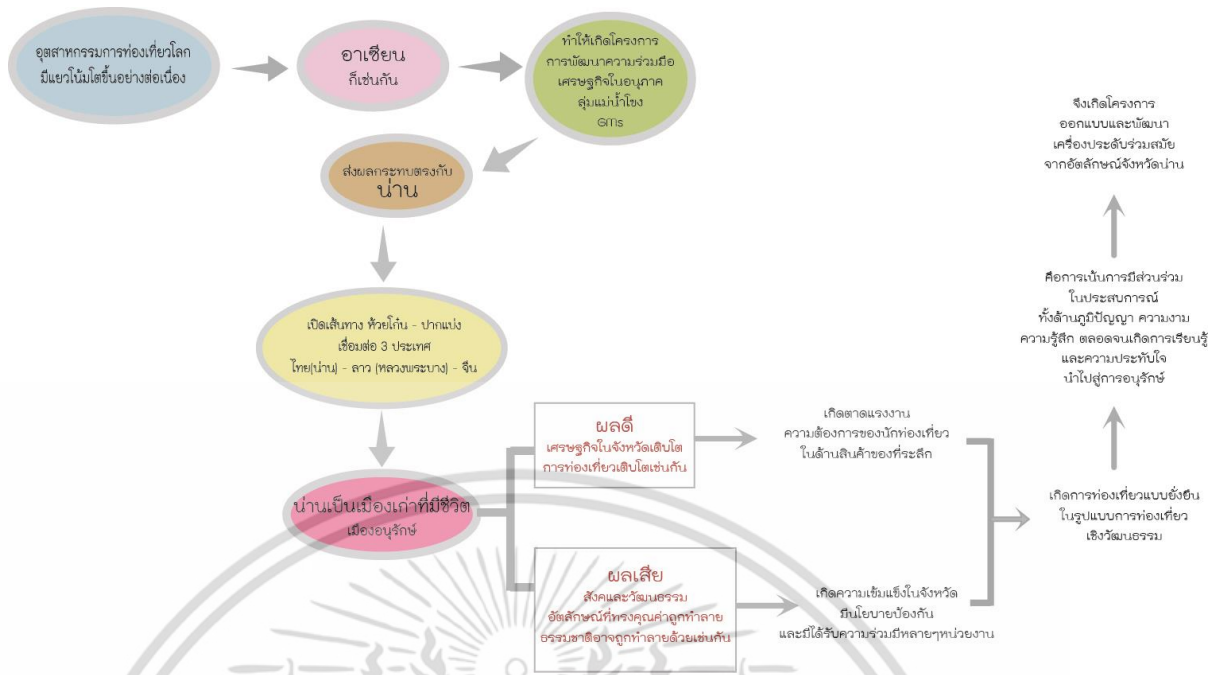 อุตสาหกรรมการท่องเที่ยวโลก
มีแยวโน้มโตขึ้นอย่างต่อเนื่อง
อาเซียน
ก็เช่นกัน
ทำให้เกิดโครงการ
การพัฒนาความร่วมมือ
เศรษฐกิจในอนุภาค
ลุ่มแม่น้ำโขง
GMs
ส่งผลกระทบตรงกับ
น่าน
เปิดเส้นทาง ห้วยโก๋น - ปากแบ่ง
เชื่อมต่อ 3 ประเทศ
ไทย(น่าน) - ลาว (หลวงพระบาง) - จีน
น่านเป็นเมืองเก่าที่มีชีวิต
เมืองอนุรักษ์
ผลดี
เศรษฐกิจในจังหวัดเติบโต
การท่องเที่ยวเติบโตเช่นกัน
ผลเสีย
สังคและวัฒนธรรม
อัตลักษณ์ที่ทรงคุณค่าถูกทำลาย
ธรรมชาติอาจถูกทำลายด้วยเช่นกัน
เกิดตาดแรงงาน
ความต้องการของนักท่องเที่ยว
ในด้านสินค้าของที่ระลึก
เกิดความเข้มแข็งในจังหวัด
มีนโยบายป้องกัน
และมีได้รับความร่วมมีหลายๆหน่วยงาน
เกิดการท่องเที่ยวแบบยั่งยืน
ในรูปแบบการท่องเที่ยว
เชิงวัฒนธรรม
คือการเน้นการมีส่วนร่วม
ในประสบการณ์
ทั้งด้านภูมิปัญญา ความงาม
ความรู้สึก ตลอดจนเกิดการเรียนรู้
และความประทับใจ
นำไปสู่การอนุรักษ์
จึงเกิดโครงการ
ออกแบบและพัฒนา
เครื่องประดับร่วมสมัย
จากอัตลักษณ์จังหวัดน่าน